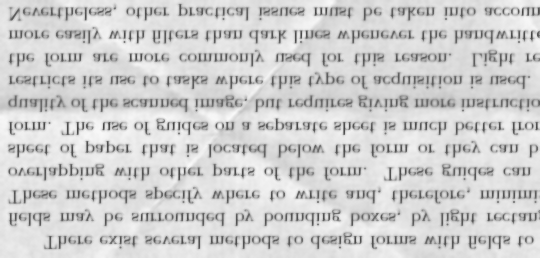 There exist several methods to design forms with fields to
fields may be surrounded by bounding boxes, by light rectan
These methods specify where to write and, therefore, minimi
overlapping with other parts of the form. These guides can
sheet of paper that is located below the form or they can b
form. The use of guides on a separate sheet is much better from
quality of the scanned image, but requires giving more instructio
restricts its use to tasks where this type of acquisition is used.
the form are more commonly used for this reason. Light re
more easily with filters than dark lines whenever the handwritt
Nevertheless, other practical issues must be taken into accoun